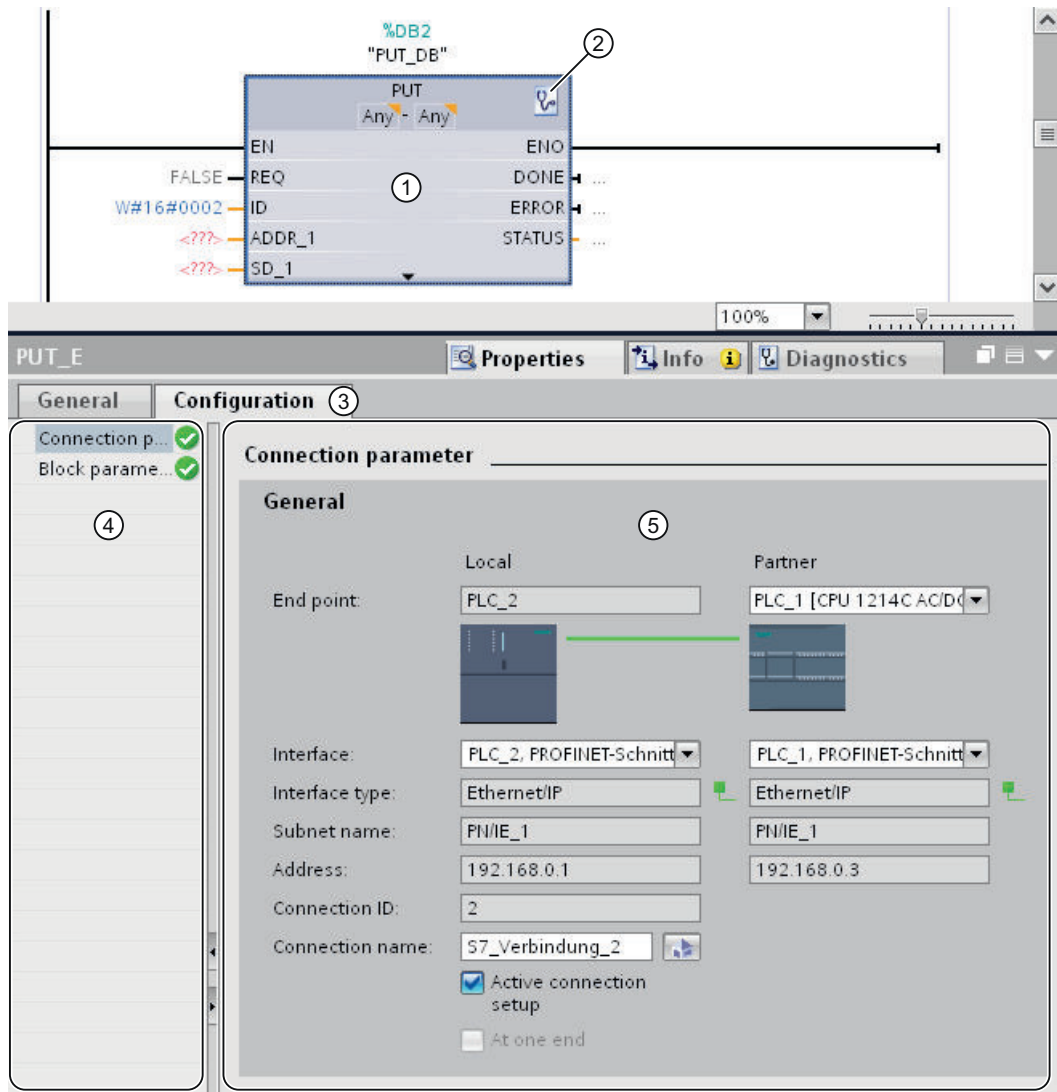 %DB2
"PUT_DB"
2
PUT
Any - Any
EN ENO
FALSE REQ 1 DONE ...
W#16#0002 ID ERROR ...
<???> ADDR_1 STATUS ...
<???> SD_1
100%
PUT_E Properties Info Diagnostics
General Configuration 3
Connection p...
Block parame...
4
Connection parameter
General
5
Local Partner
End point: PLC_2 PLC_1 [CPU 1214C AC/DC
Interface: PLC_2, PROFINET-Schnitt PLC_1, PROFINET-Schnitt
Interface type: Ethernet/IP Ethernet/IP
Subnet name: PN/IE_1 PN/IE_1
Address: 192.168.0.1 192.168.0.3
Connection ID: 2
Connection name: S7_Verbindung_2
Active connection
setup
At one end